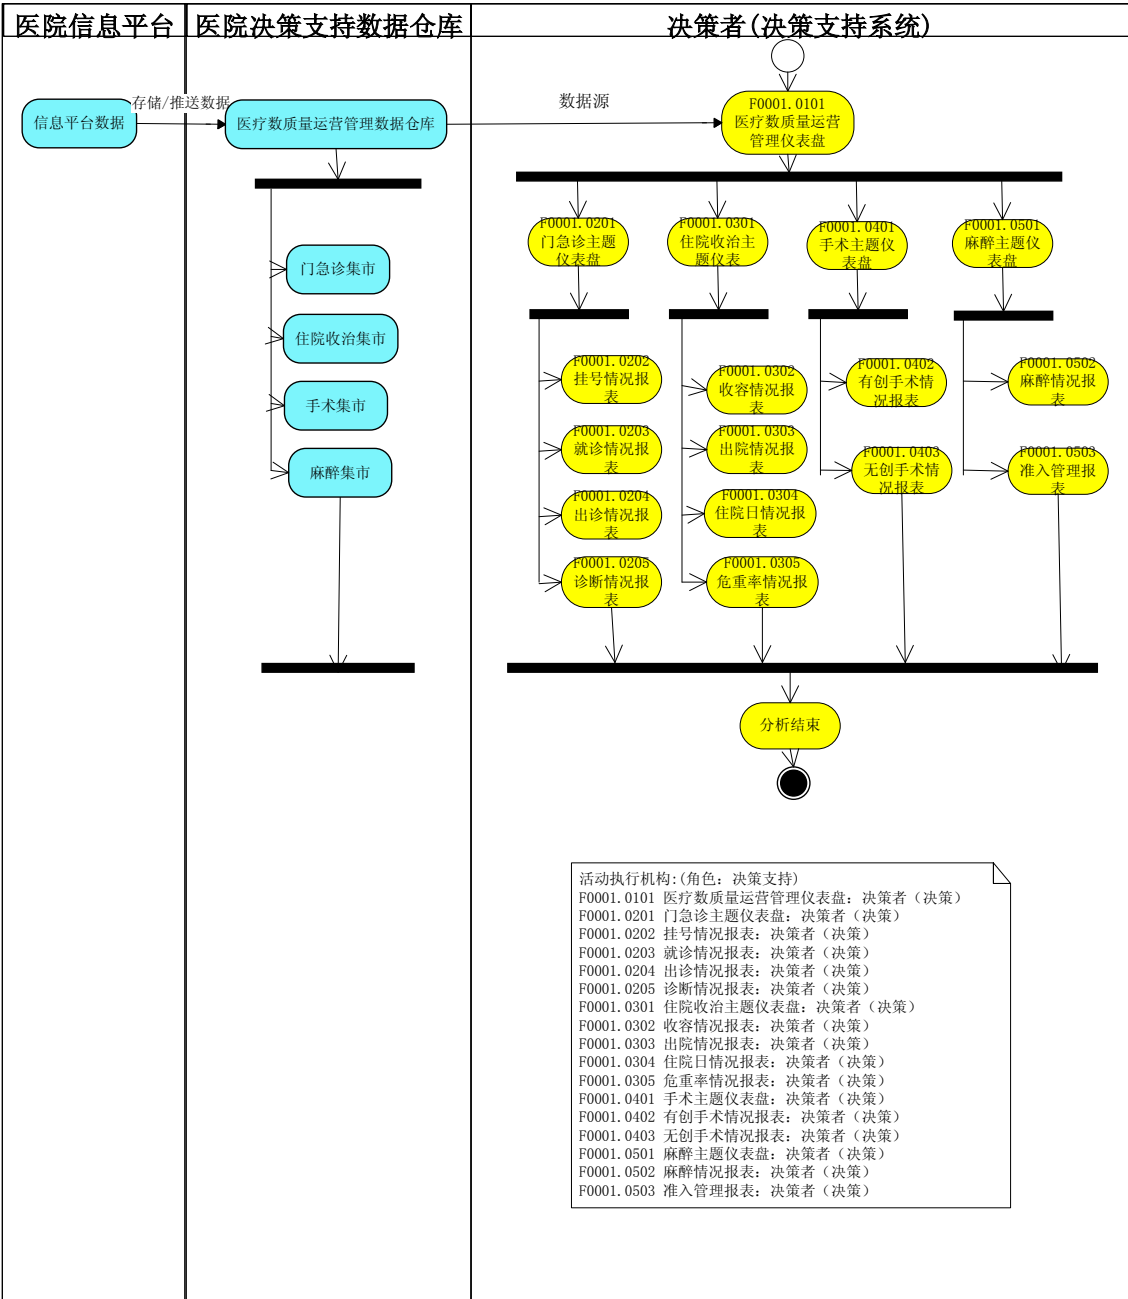 医院信息平台
医院决策支持数据仓库
决策者(决策支持系统)
信息平台数据
存储/推送数据
医疗数质量运营管理数据仓库
数据源
F0001.0101
医疗数质量运营
管理仪表盘
门急诊集市
住院收治集市
手术集市
麻醉集市
F0001.0201
门急诊主题
仪表盘
F0001.0301
住院收治主
题仪表
F0001.0401
手术主题仪
表盘
F0001.0501
麻醉主题仪
表盘
F0001.0202
挂号情况报
表
F0001.0203
就诊情况报
表
F0001.0204
出诊情况报
表
F0001.0205
诊断情况报
表
F0001.0302
收容情况报
表
F0001.0303
出院情况报
表
F0001.0304
住院日情况报
表
F0001.0305
危重率情况报
表
F0001.0402
有创手术情
况报表
F0001.0403
无创手术情
况报表
F0001.0502
麻醉情况报
表
F0001.0503
准入管理报
表
分析结束
活动执行机构:(角色：决策支持)
F0001.0101 医疗数质量运营管理仪表盘：决策者（决策）
F0001.0201 门急诊主题仪表盘：决策者（决策）
F0001.0202 挂号情况报表：决策者（决策）
F0001.0203 就诊情况报表：决策者（决策）
F0001.0204 出诊情况报表：决策者（决策）
F0001.0205 诊断情况报表：决策者（决策）
F0001.0301 住院收治主题仪表盘：决策者（决策）
F0001.0302 收容情况报表：决策者（决策）
F0001.0303 出院情况报表：决策者（决策）
F0001.0304 住院日情况报表：决策者（决策）
F0001.0305 危重率情况报表：决策者（决策）
F0001.0401 手术主题仪表盘：决策者（决策）
F0001.0402 有创手术情况报表：决策者（决策）
F0001.0403 无创手术情况报表：决策者（决策）
F0001.0501 麻醉主题仪表盘：决策者（决策）
F0001.0502 麻醉情况报表：决策者（决策）
F0001.0503 准入管理报表：决策者（决策）